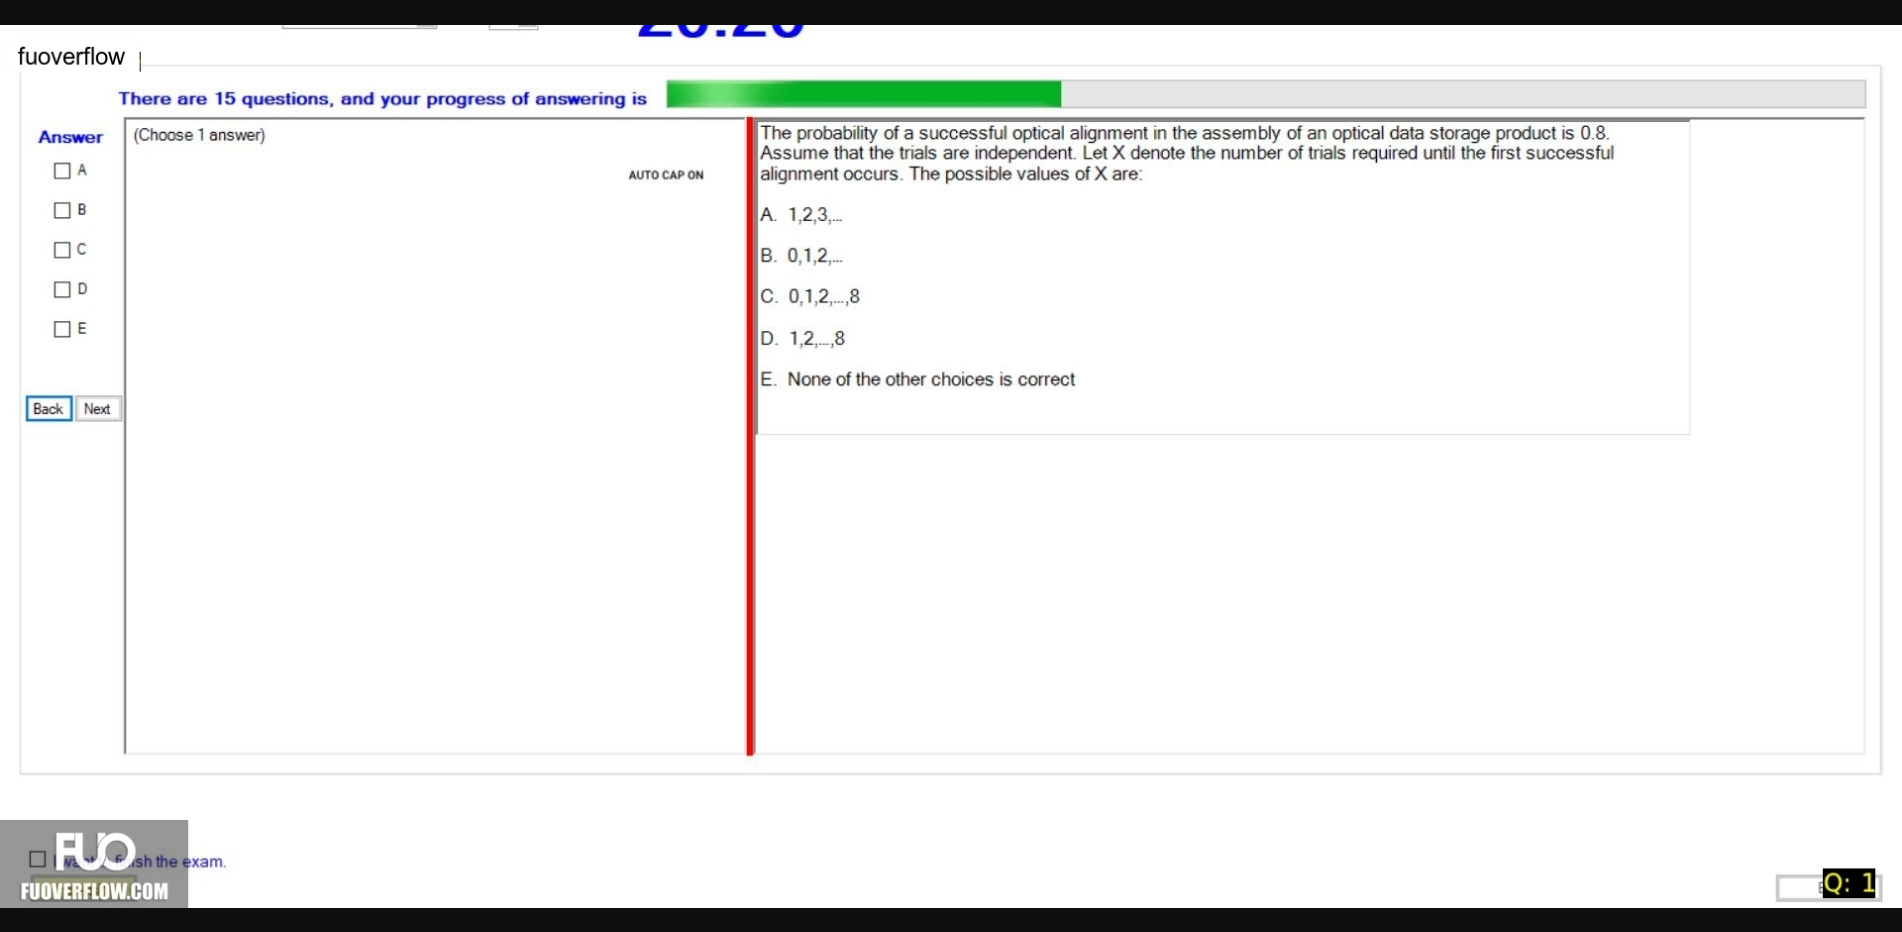 fuoverflow
There are 15 questions, and your progress of answering is
Answer
(Choose 1 answer)
A
AUTO CAP ON
B
C
D
E
Back
Next
The probability of a successful optical alignment in the assembly of an optical data storage product is 0.8.
Assume that the trials are independent. Let X denote the number of trials required until the first successful
alignment occurs. The possible values of X are:
A. 1,2,3,...
B. 0,1,2,...
C. 0,1,2,...,8
D. 1,2,...,8
E. None of the other choices is correct
FUO
the exam.
FUOVERFLOW.COM
Q: 1